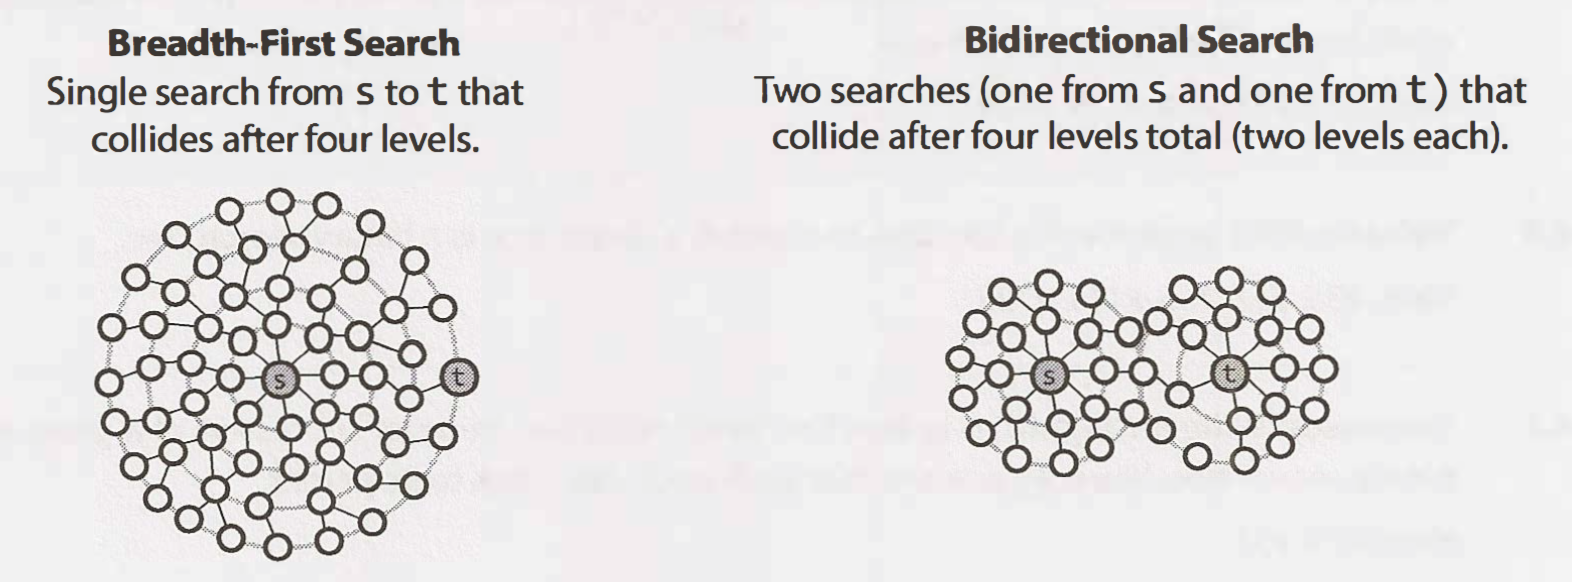 Breadth-First Search
Single search from s to t that
collides after four levels.
s
t
Bidirectional Search
Two searches (one from s and one from t) that
collide after four levels total (two levels each).
s
t